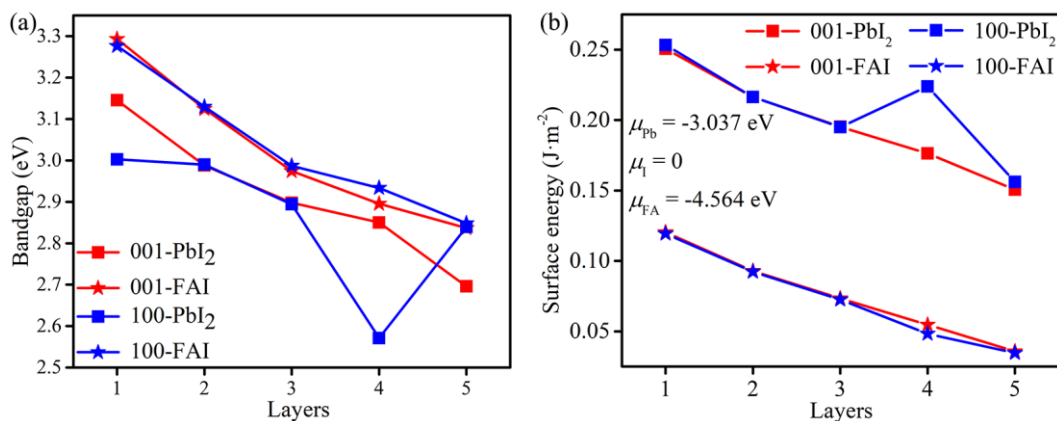 (a)
3.3
3.2
3.1
3.0
2.9
2.8
2.7
2.6
2.5
Bandgap (eV)
001-PbI₂
001-FAI
100-PbI₂
100-FAI
1 2 3 4 5
Layers
(b)
0.25
0.20
0.15
0.10
0.05
Surface energy (J·m⁻²)
001-PbI₂ 100-PbI₂
001-FAI 100-FAI
μPb = -3.037 eV
μI = 0
μFA = -4.564 eV
1 2 3 4 5
Layers